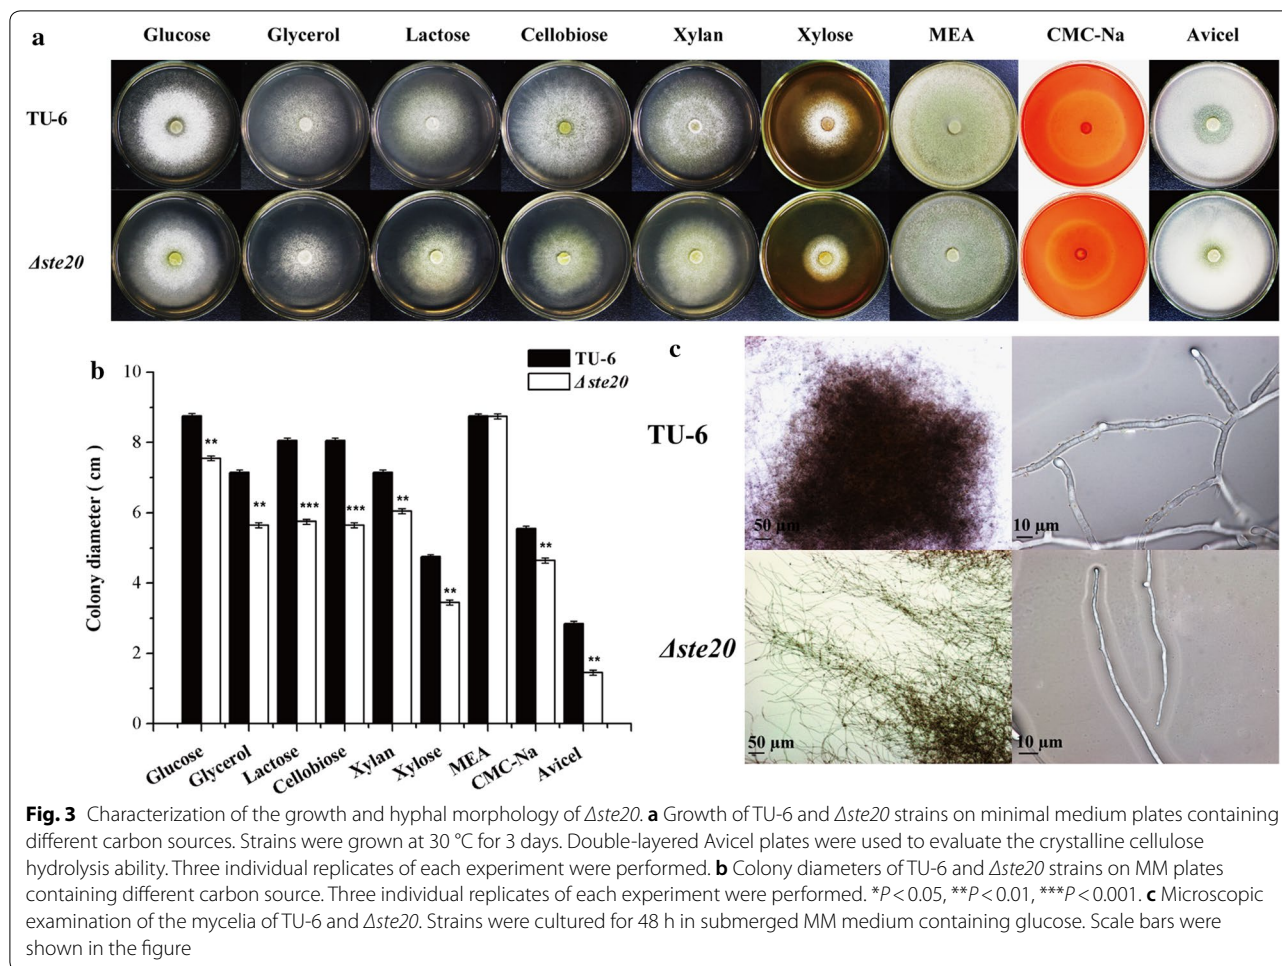 a
Glucose Glycerol Lactose Cellobiose Xylan Xylose MEA CMC-Na Avicel
TU-6
Δste20
b
TU-6
Δste20
10
8
6
4
2
0
Colony diameter ( cm )
** ** *** *** ** ** ** **
Glucose Glycerol Lactose Cellobiose Xylan Xylose MEA CMC-Na Avicel
c
TU-6
50 µm
10 µm
Δste20
50 µm
10 µm
Fig. 3 Characterization of the growth and hyphal morphology of Δste20. a Growth of TU-6 and Δste20 strains on minimal medium plates containing
different carbon sources. Strains were grown at 30 °C for 3 days. Double-layered Avicel plates were used to evaluate the crystalline cellulose
hydrolysis ability. Three individual replicates of each experiment were performed. b Colony diameters of TU-6 and Δste20 strains on MM plates
containing different carbon source. Three individual replicates of each experiment were performed. *P < 0.05, **P < 0.01, ***P < 0.001. c Microscopic
examination of the mycelia of TU-6 and Δste20. Strains were cultured for 48 h in submerged MM medium containing glucose. Scale bars were
shown in the figure